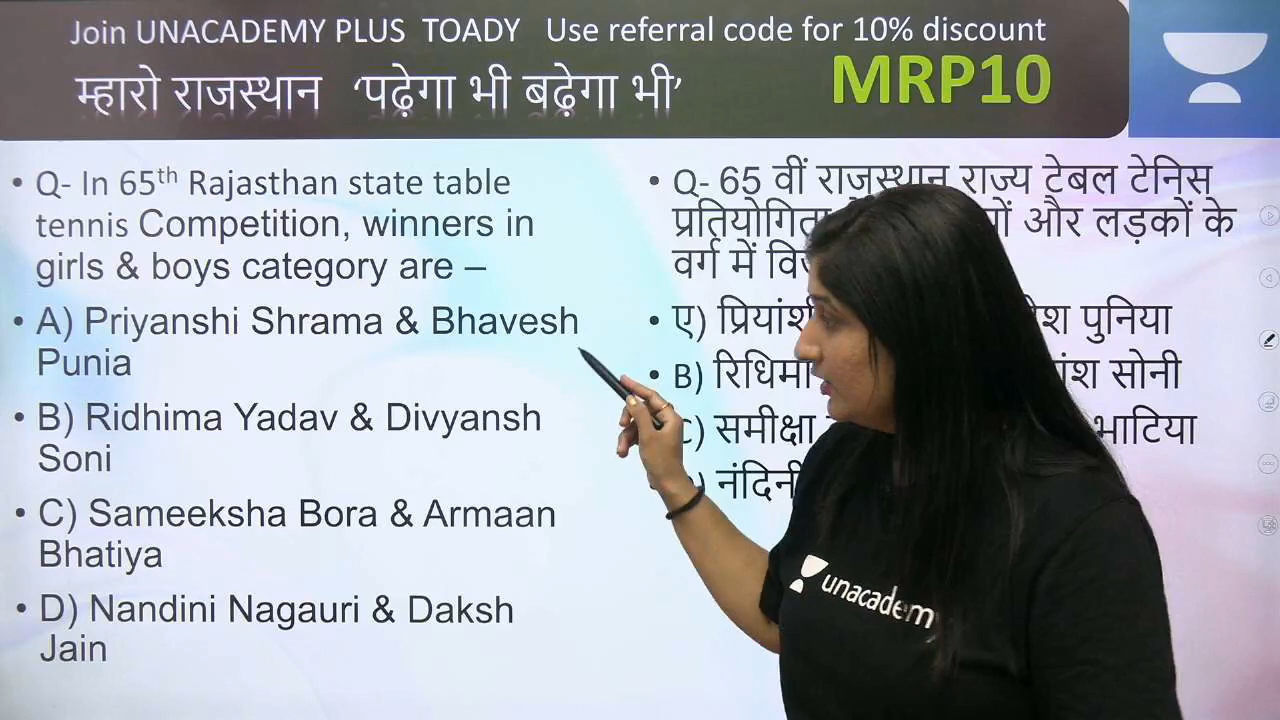 Join UNACADEMY PLUS TOADY Use referral code for 10% discount
म्हारो राजस्थान ‘पढ़ेगा भी बढ़ेगा भी’ MRP10
• Q- In 65th Rajasthan state table
tennis Competition, winners in
girls & boys category are –
• A) Priyanshi Shrama & Bhavesh
Punia
• B) Ridhima Yadav & Divyansh
Soni
• C) Sameeksha Bora & Armaan
Bhatiya
• D) Nandini Nagauri & Daksh
Jain
• Q- 65 वीं राजस्थान राज्य टेबल टेनिस
प्रतियोगिता और लड़कों के
वर्ग में
• ए) पुनिया
• B) सोनी
समीक्षा भाटिया
unacadem